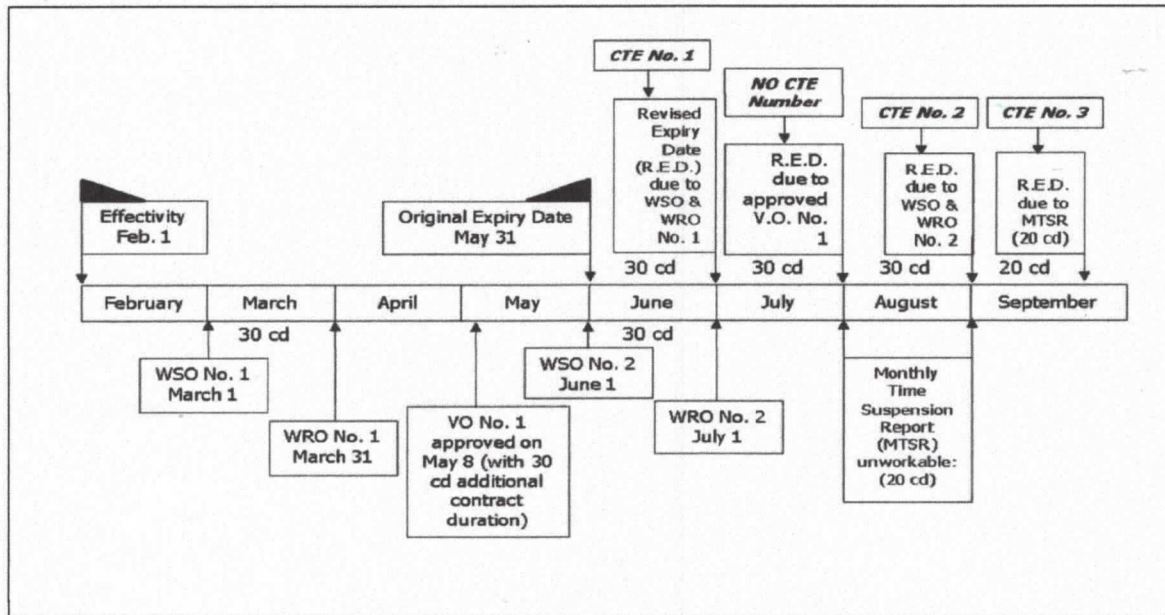 CTE No. 1
NO CTE
Number
CTE No. 2
CTE No. 3
Revised
Expiry
Date
(R.E.D.)
due to
WSO &
WRO
No. 1
R.E.D.
due to
approved
V.O. No.
1
R.E.D.
due to
WSO &
WRO
No. 2
R.E.D.
due to
MTSR
(20 cd)
Effectivity
Feb. 1
Original Expiry Date
May 31
30 cd
30 cd
30 cd
20 cd
February
March
April
May
June
July
August
September
30 cd
30 cd
WSO No. 1
March 1
WRO No. 1
March 31
VO No. 1
approved on
May 8 (with 30
cd additional
contract
duration)
WSO No. 2
June 1
WRO No. 2
July 1
Monthly
Time
Suspension
Report
(MTSR)
unworkable:
(20 cd)